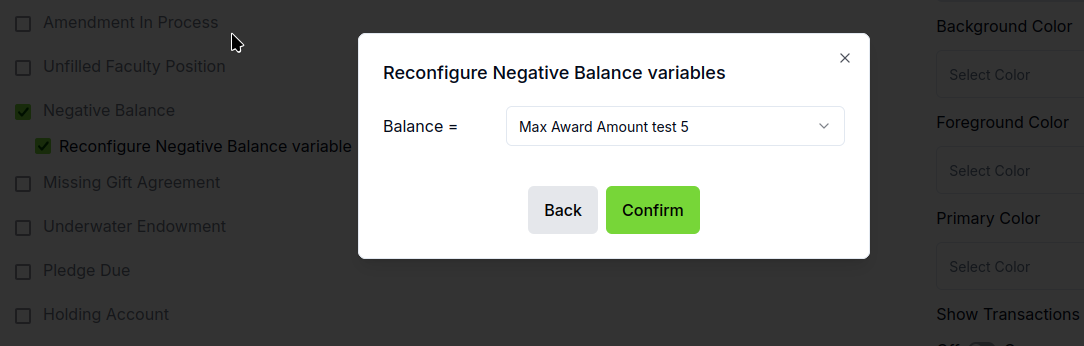 Amendment In Process
Unfilled Faculty Position
Negative Balance
Reconfigure Negative Balance variable
Missing Gift Agreement
Underwater Endowment
Pledge Due
Holding Account
Reconfigure Negative Balance variables
Balance =
Max Award Amount test 5
Back
Confirm
Background Color
Select Color
Foreground Color
Select Color
Primary Color
Select Color
Show Transactions